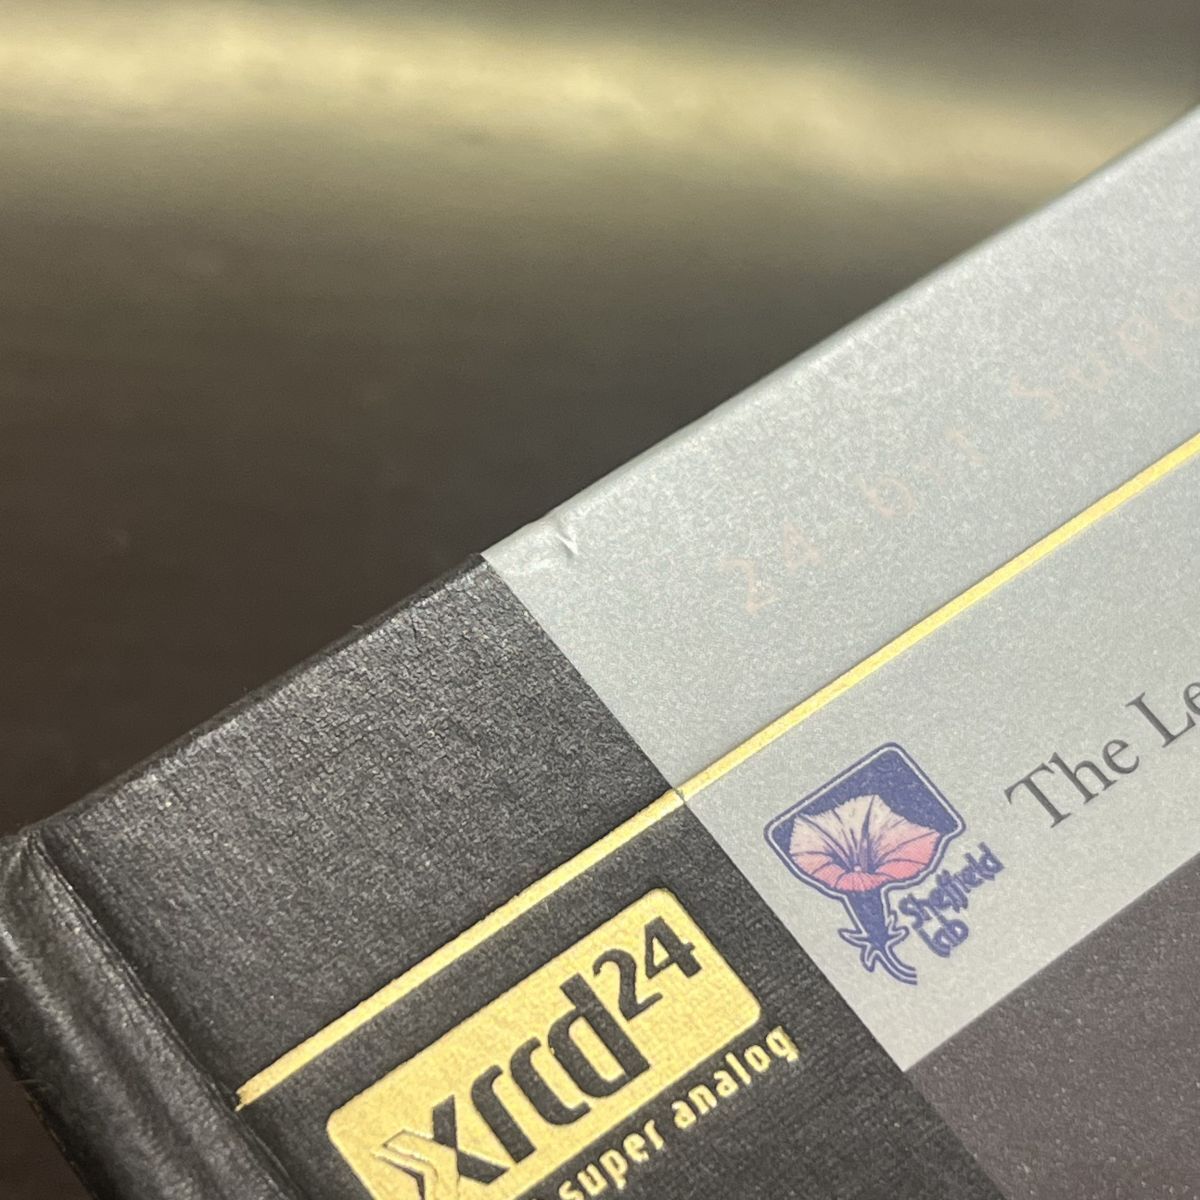 24 bit Supe
The Le
Sheffield
Lab
xrcd24
super analog